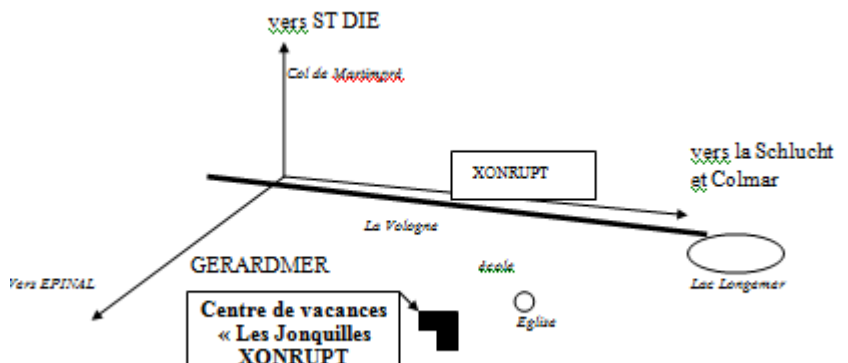 vers ST DIE
Col de Martimpré
vers la Schlucht
et Colmar
XONRUPT
La Vologne
GERARDMER
école
Vers EPINAL
Lac Longemer
Eglise
Centre de vacances
« Les Jonquilles
XONRUPT